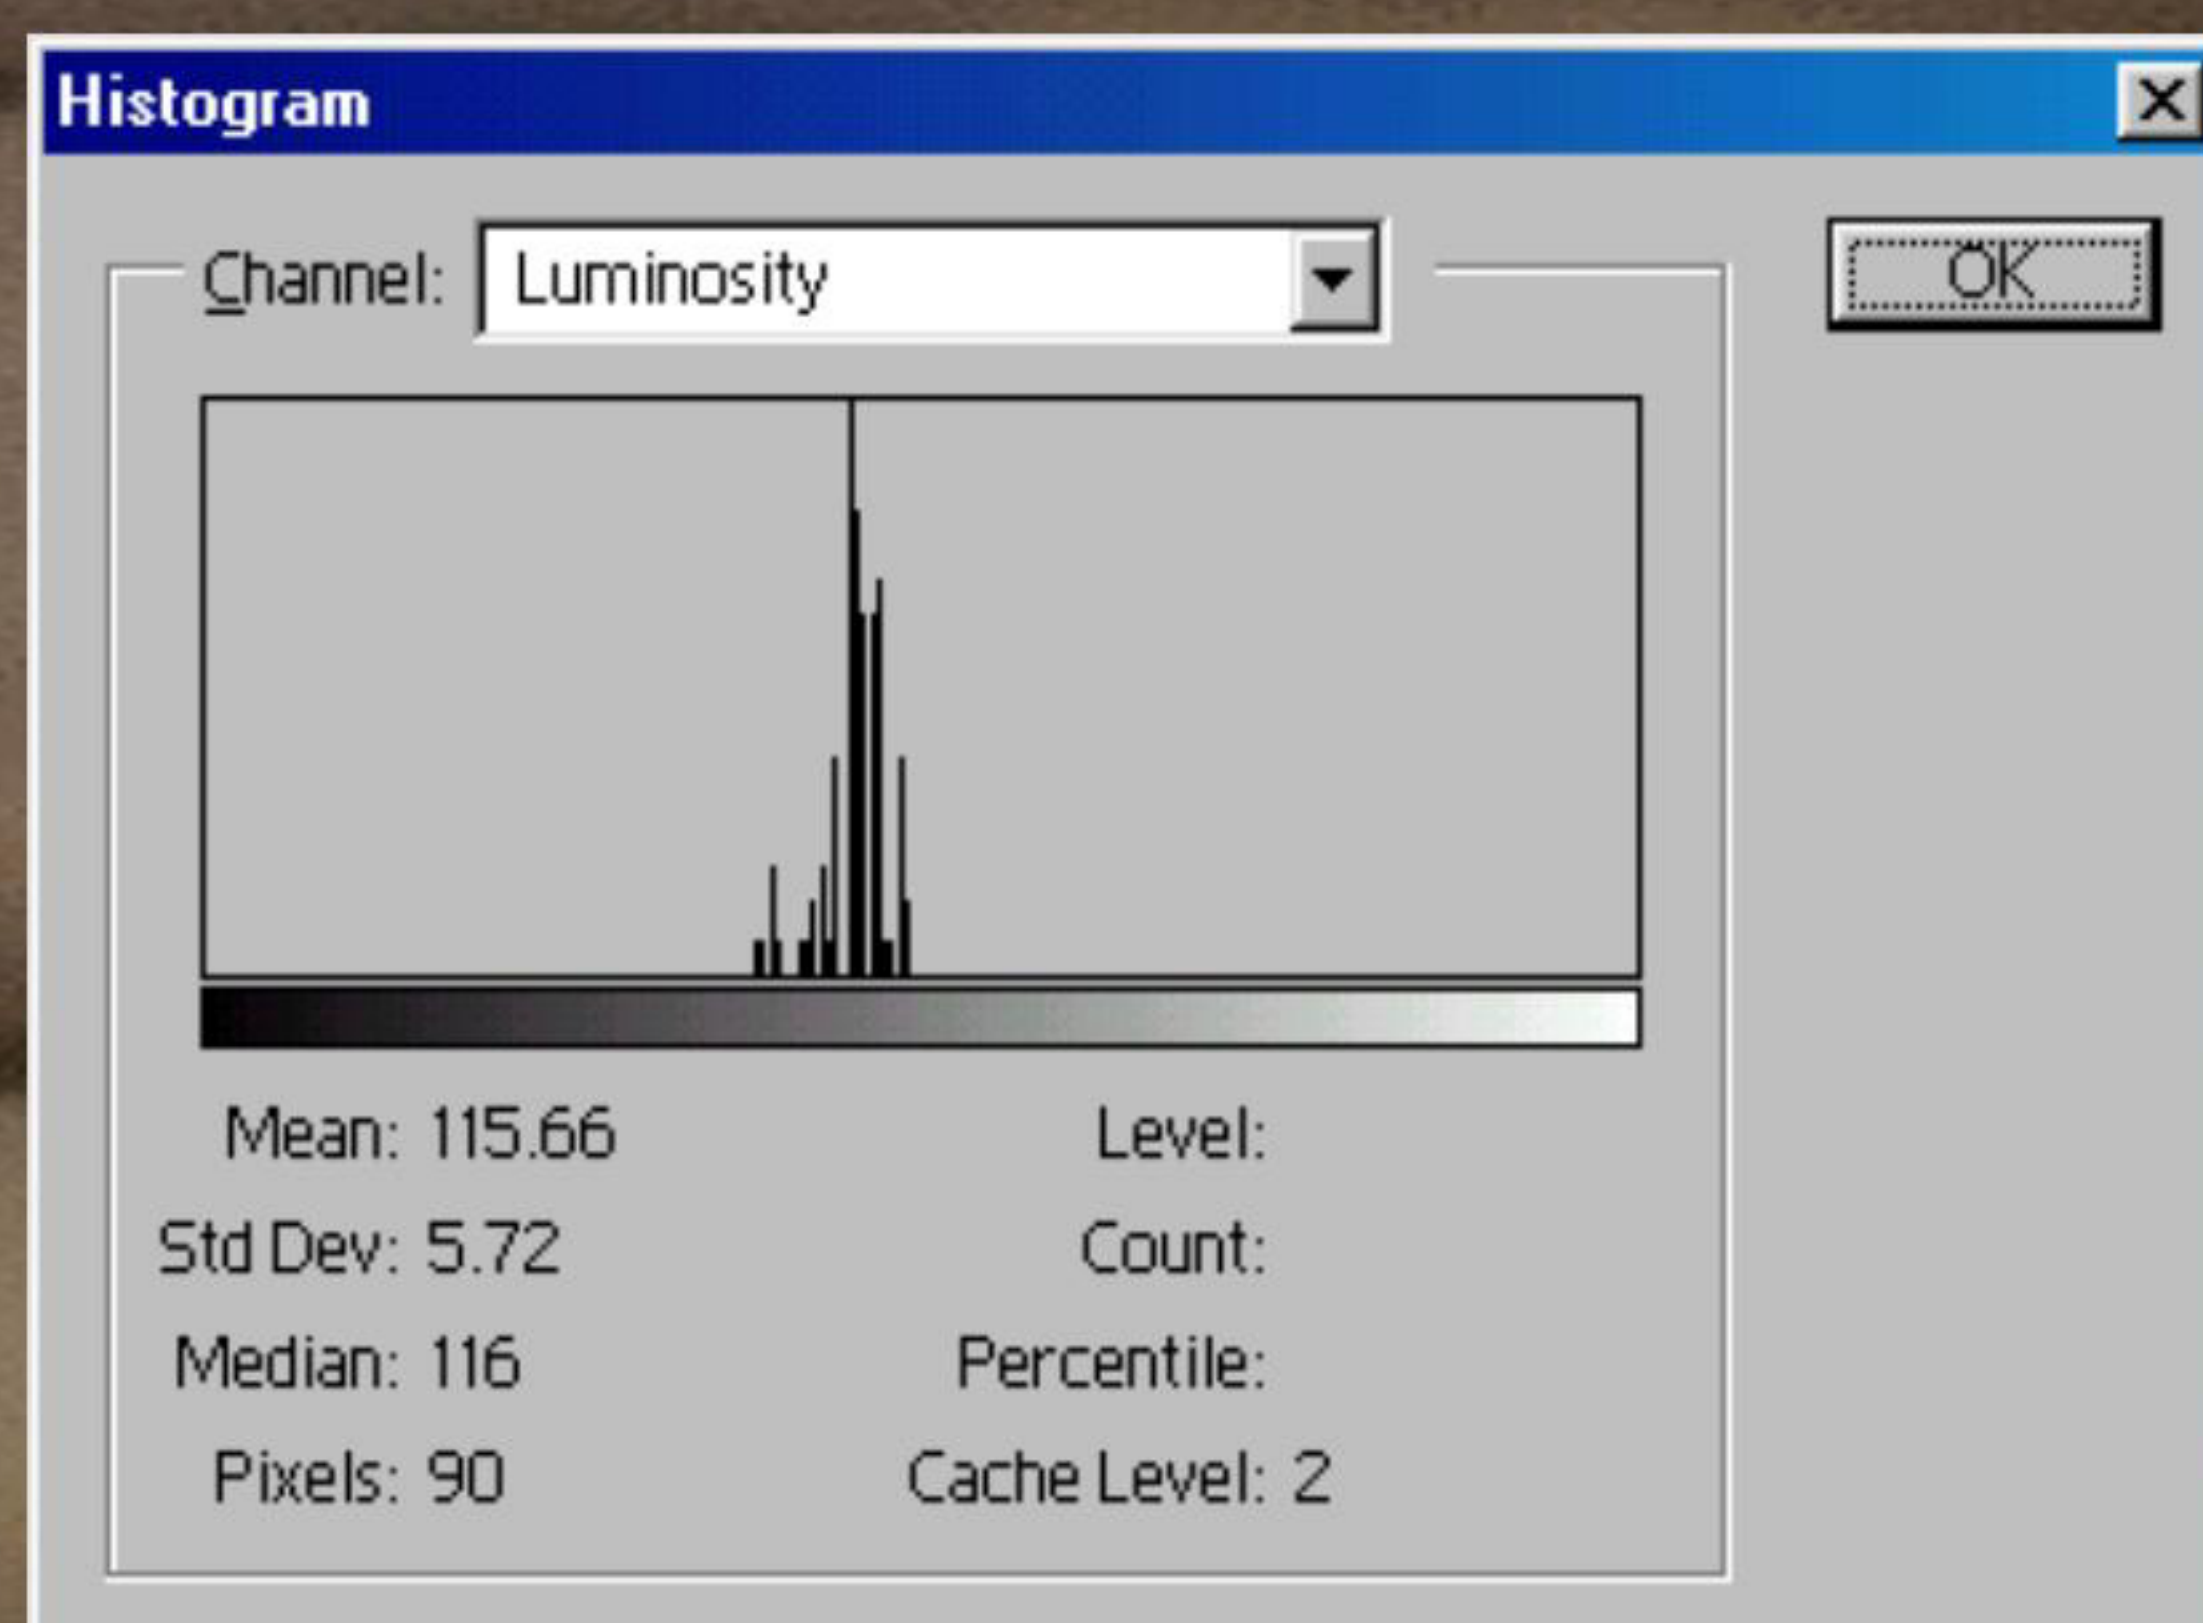 Histogram
Channel: Luminosity
OK
Mean: 115.66
Level:
Std Dev: 5.72
Count:
Median: 116
Percentile:
Pixels: 90
Cache Level: 2